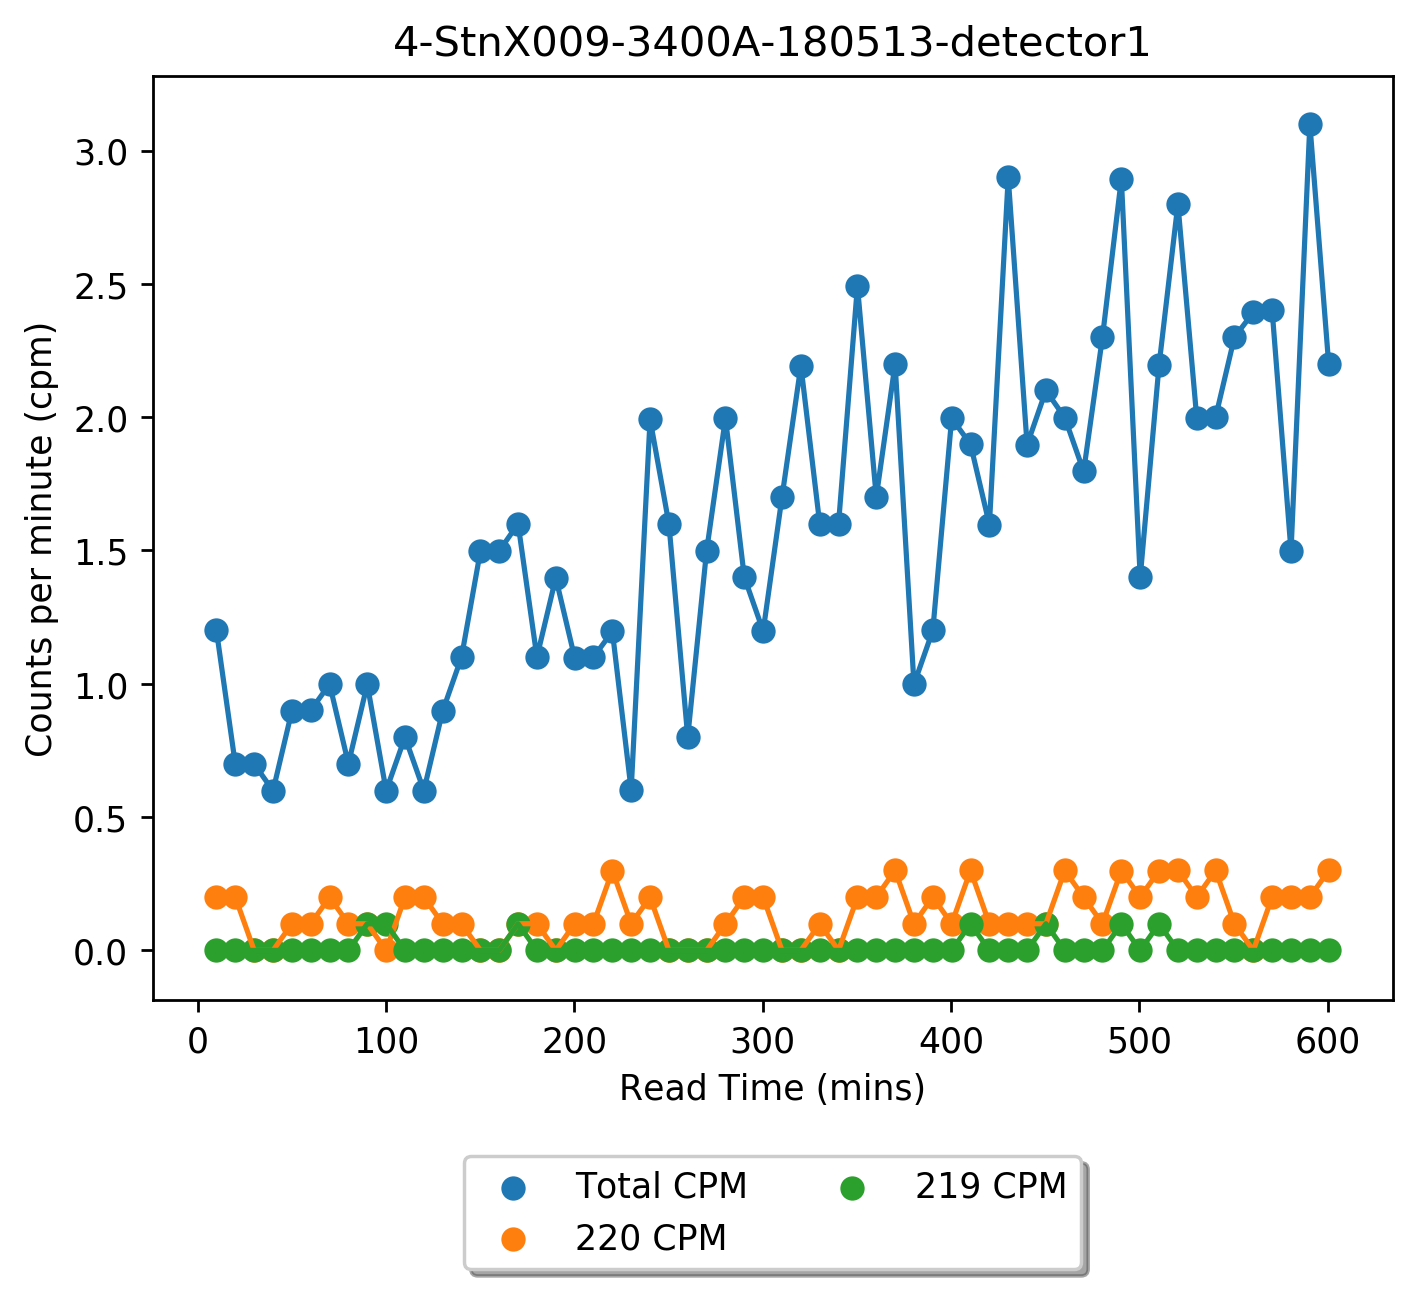 4-StnX009-3400A-180513-detector1
Counts per minute (cpm)
3.0
2.5
2.0
1.5
1.0
0.5
0.0
0 100 200 300 400 500 600
Read Time (mins)
Total CPM 219 CPM
220 CPM